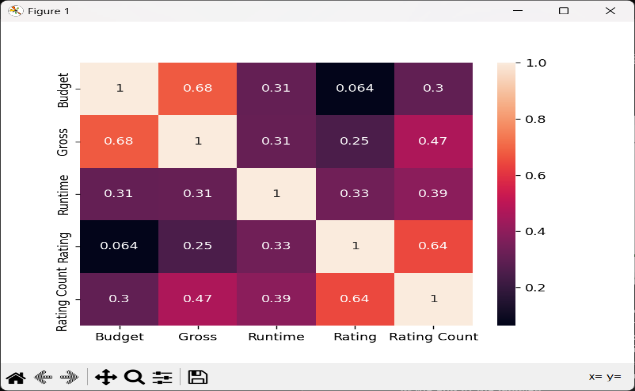 Figure 1
Budget 1 0.68 0.31 0.064 0.3
Gross 0.68 1 0.31 0.25 0.47
Runtime 0.31 0.31 1 0.33 0.39
Rating 0.064 0.25 0.33 1 0.64
Rating Count 0.3 0.47 0.39 0.64 1
Budget Gross Runtime Rating Rating Count
1.0
0.8
0.6
0.4
0.2
x= y=